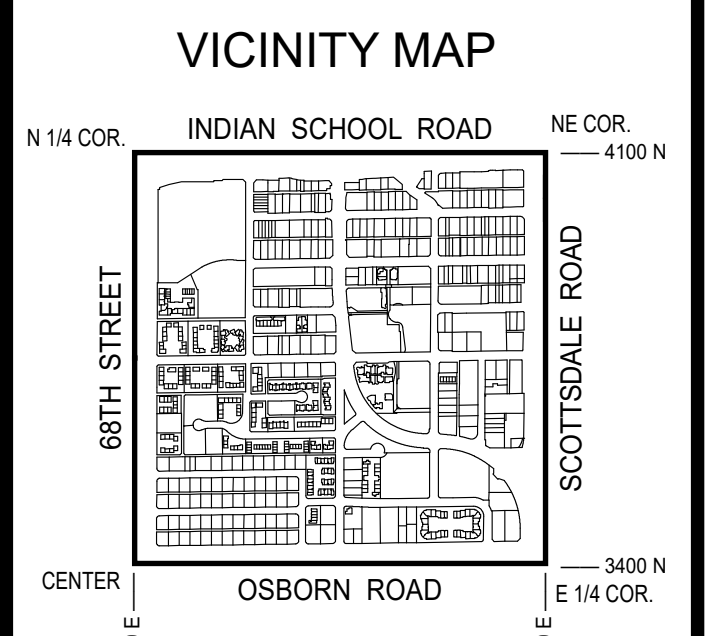 VICINITY MAP
INDIAN SCHOOL ROAD
N 1/4 COR.
NE COR.
4100 N
68TH STREET
SCOTTSDALE ROAD
CENTER
OSBORN ROAD
3400 N
E 1/4 COR.
E
E